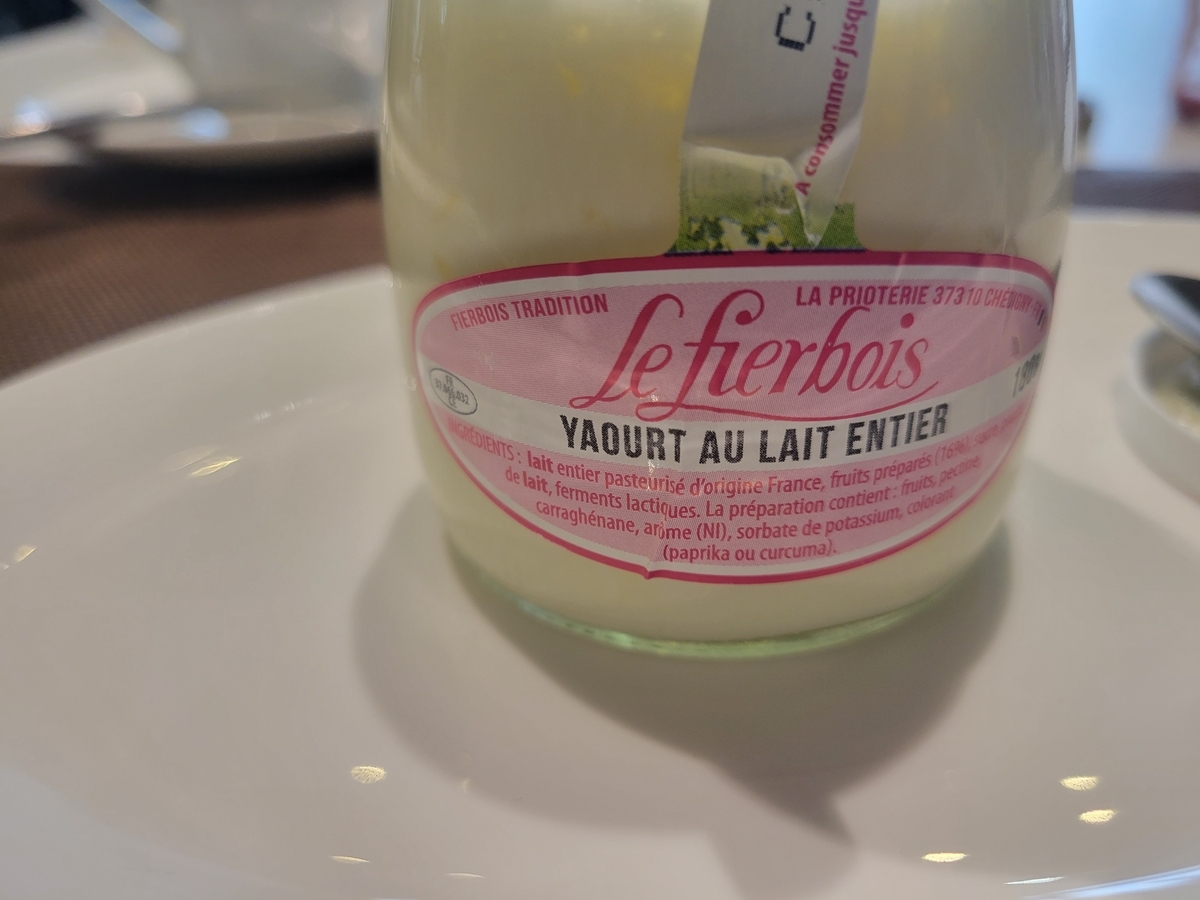 A consommer jusqu
FIERBOIS TRADITION
LA PRIOTERIE 37310
Le fierbois
FR
CE
YAOURT AU LAIT ENTIER
INGRÉDIENTS : lait entier pasteurisé d'origine France, fruits préparés (16%),
de lait, ferments lactiques. La préparation contient : fruits, pectine,
carraghénane, arôme (NI), sorbate de potassium, colorant
(paprika ou curcuma).